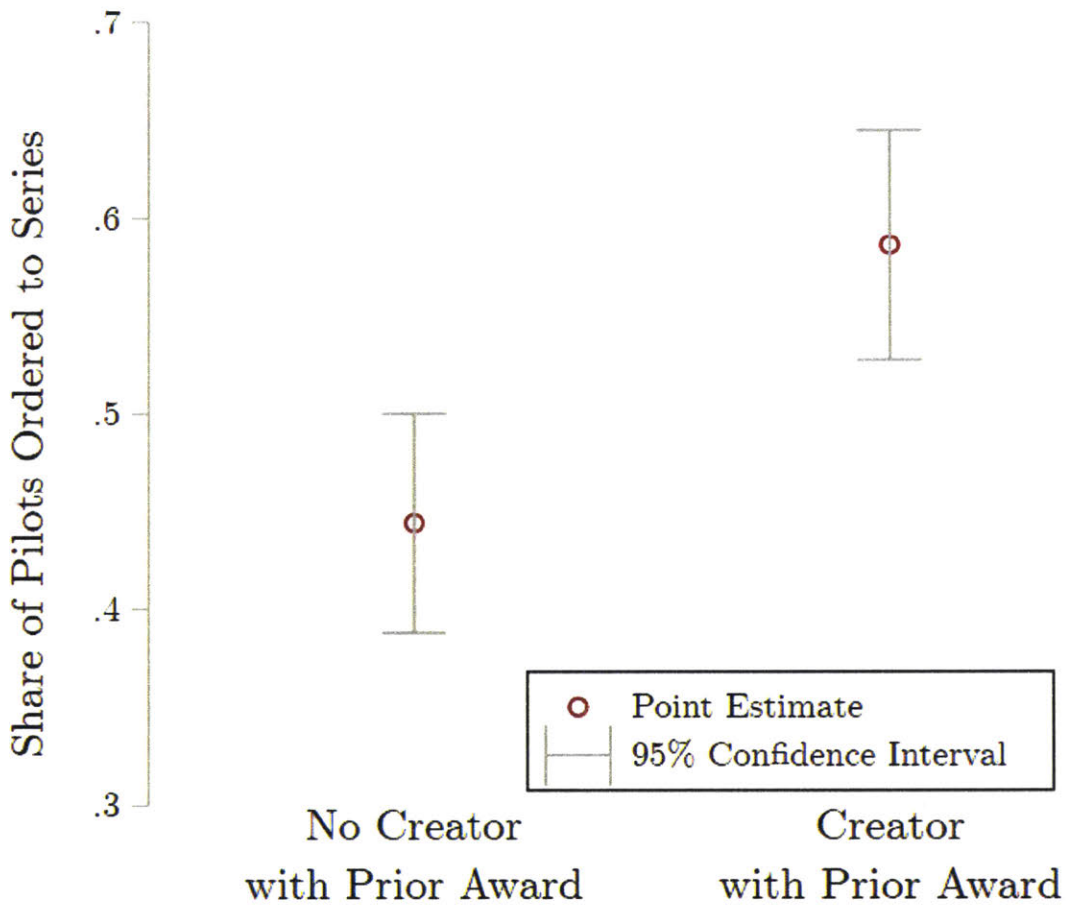 Share of Pilots Ordered to Series
.7
.6
.5
.4
.3
Point Estimate
95% Confidence Interval
No Creator
with Prior Award
Creator
with Prior Award